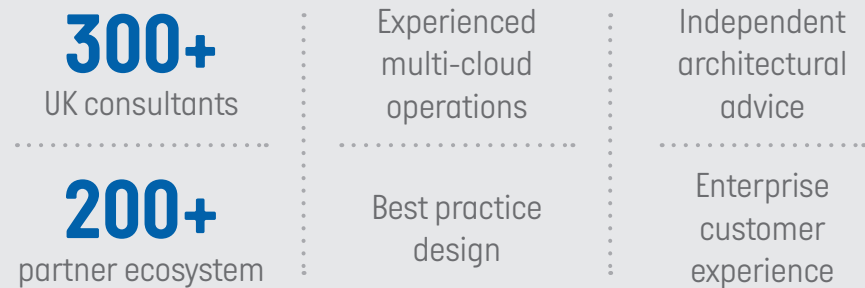 300+
UK consultants
Experienced
multi-cloud
operations
Independent
architectural
advice
200+
partner ecosystem
Best practice
design
Enterprise
customer
experience